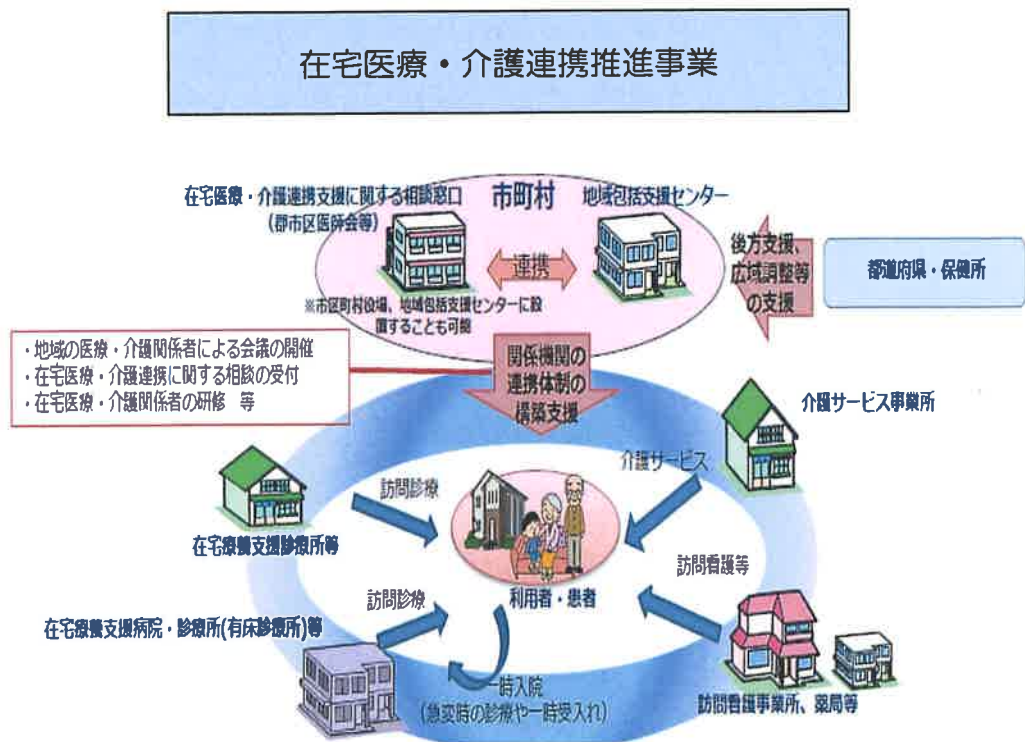 在宅医療・介護連携推進事業
在宅医療・介護連携支援に関する相談窓口
(郡市区医師会等)
市町村
地域包括支援センター
連携
※市区町村役場、地域包括支援センターに設
置することも可能
後方支援、
広域調整等
の支援
都道府県・保健所
・地域の医療・介護関係者による会議の開催
・在宅医療・介護連携に関する相談の受付
・在宅医療・介護関係者の研修 等
関係機関の
連携体制の
構築支援
介護サービス事業所
介護サービス
訪問診療
在宅療養支援診療所等
利用者・患者
訪問看護等
訪問診療
在宅療養支援病院・診療所(有床診療所)等
一時入院
(急変時の診療や一時受入れ)
訪問看護事業所、薬局等